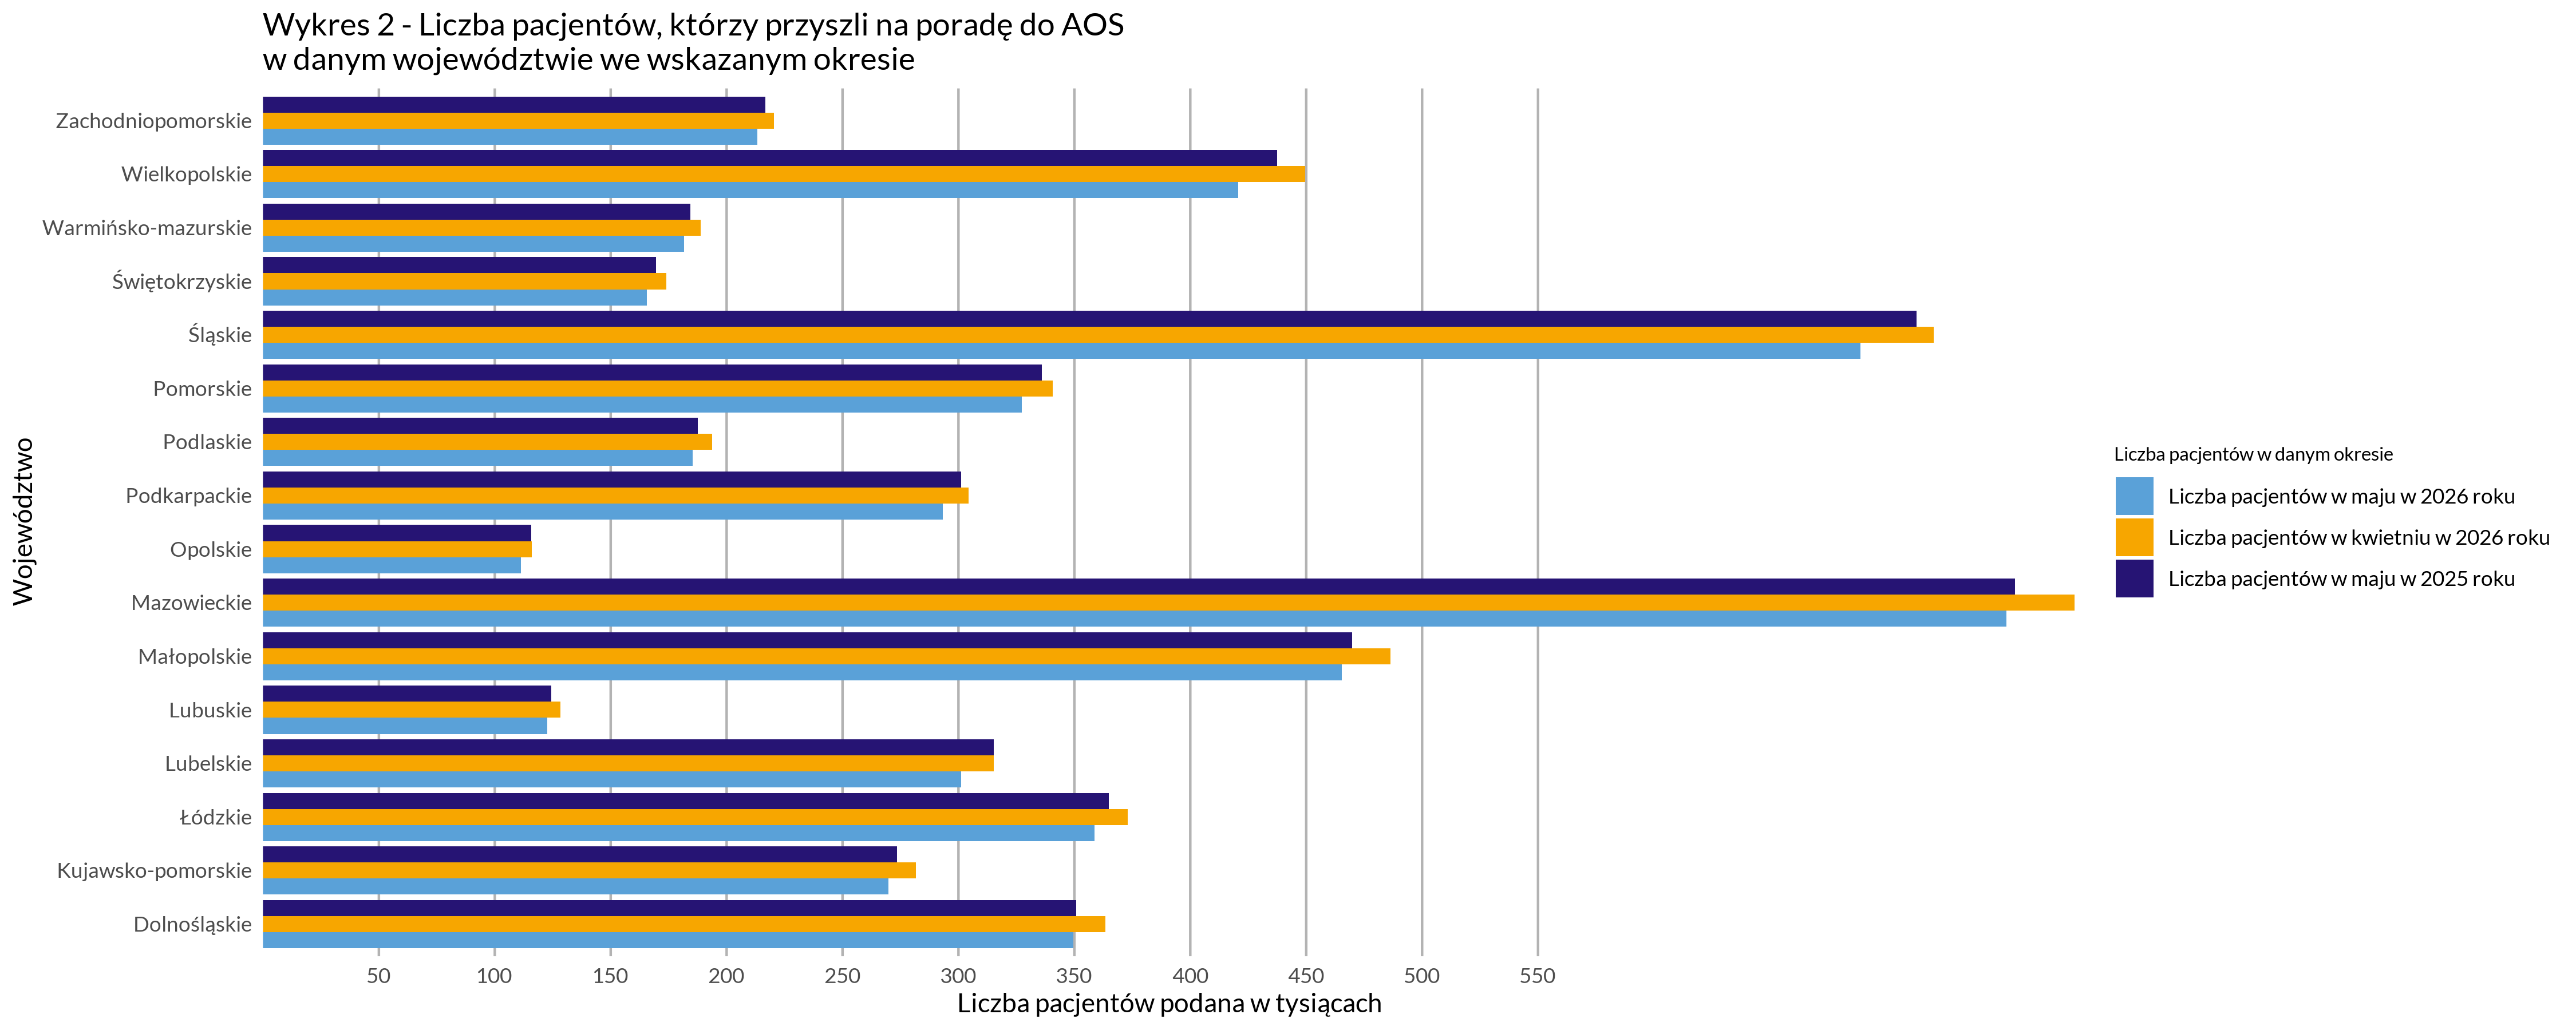 Wykres 2 - Liczba pacjentów, którzy przyszli na poradę do AOS
w danym województwie we wskazanym okresie
Województwo
Zachodniopomorskie
Wielkopolskie
Warmińsko-mazurskie
Świętokrzyskie
Śląskie
Pomorskie
Podlaskie
Podkarpackie
Opolskie
Mazowieckie
Małopolskie
Lubuskie
Lubelskie
Łódzkie
Kujawsko-pomorskie
Dolnośląskie
50 100 150 200 250 300 350 400 450 500 550
Liczba pacjentów podana w tysiącach
Liczba pacjentów w danym okresie
Liczba pacjentów w maju w 2026 roku
Liczba pacjentów w kwietniu w 2026 roku
Liczba pacjentów w maju w 2025 roku